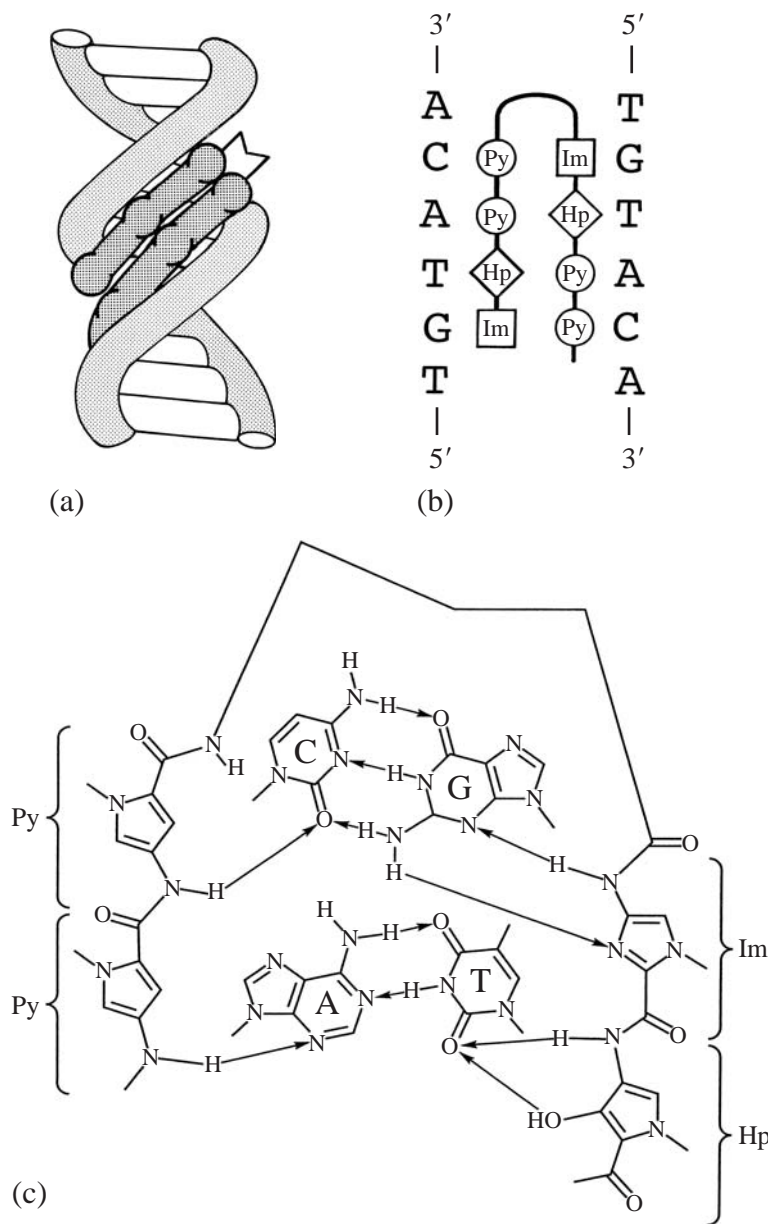 3′ 5′
A T
C Py Im G
A Py Hp T
T Hp Py A
G Im Py C
T A
5′ 3′
(a) (b)
H
N H O N
O N H C N H N G
Py N O H N N H O
N H H N
O H N Im
N H H O N N
Py N A N H N T N O
N N O H N
N H HO N Hp
O
(c)